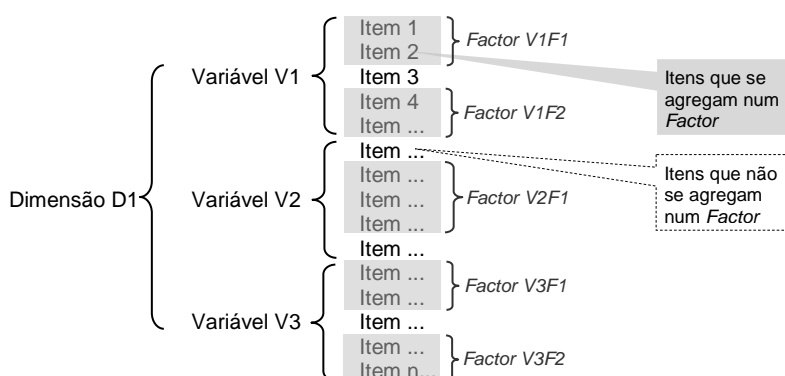 Item 1
Item 2
Factor V1F1
Variável V1
Item 3
Item 4
Item ...
Factor V1F2
Itens que se
agregam num
Factor
Item ...
Item ...
Dimensão D1
Variável V2
Item ...
Factor V2F1
Item ...
Item ...
Itens que não
se agregam
num Factor
Item ...
Item ...
Factor V3F1
Variável V3
Item ...
Item ...
Item n...
Factor V3F2